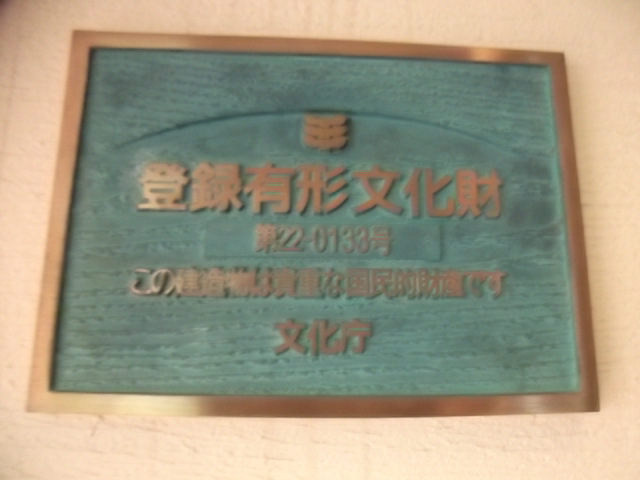 登録有形文化財
第22-0133号
この建造物は貴重な国民的財産です
文化庁